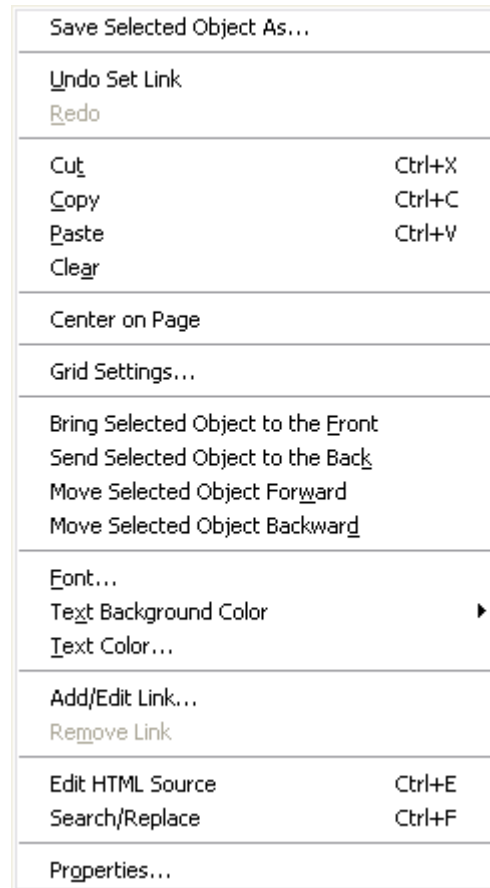 Save Selected Object As...
Undo Set Link
Redo
Cut Ctrl+X
Copy Ctrl+C
Paste Ctrl+V
Clear
Center on Page
Grid Settings...
Bring Selected Object to the Front
Send Selected Object to the Back
Move Selected Object Forward
Move Selected Object Backward
Font...
Text Background Color
Text Color...
Add/Edit Link...
Remove Link
Edit HTML Source Ctrl+E
Search/Replace Ctrl+F
Properties...